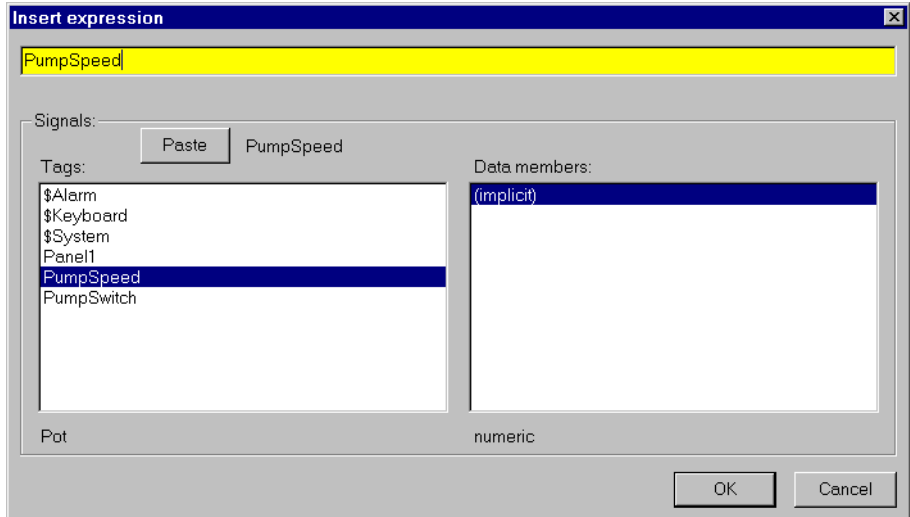 Insert expression
PumpSpeed
Signals:
Paste PumpSpeed
Tags:
Data members:
$Alarm
$Keyboard
$System
Panel1
PumpSpeed
PumpSwitch
(implicit)
Pot
numeric
OK
Cancel